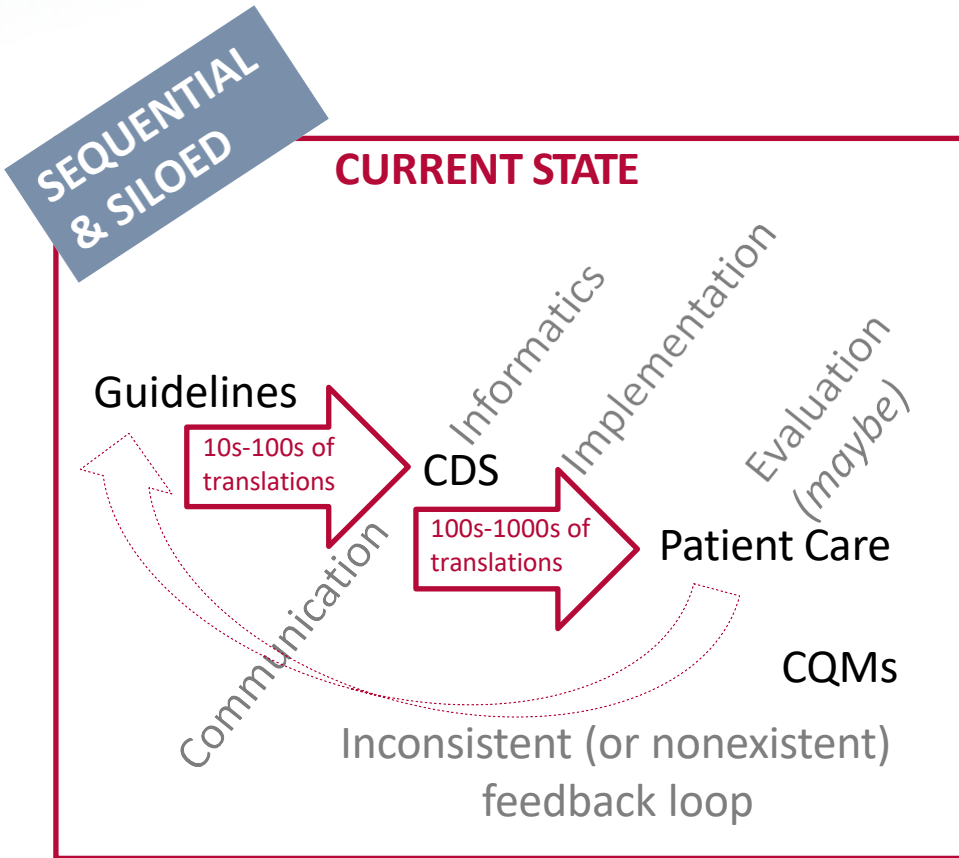 SEQUENTIAL
& SILOED
CURRENT STATE
Informatics
Implementation
Evaluation
(maybe)
Guidelines
10s-100s of
translations
CDS
100s-1000s of
translations
Patient Care
Communication
CQMs
Inconsistent (or nonexistent)
feedback loop